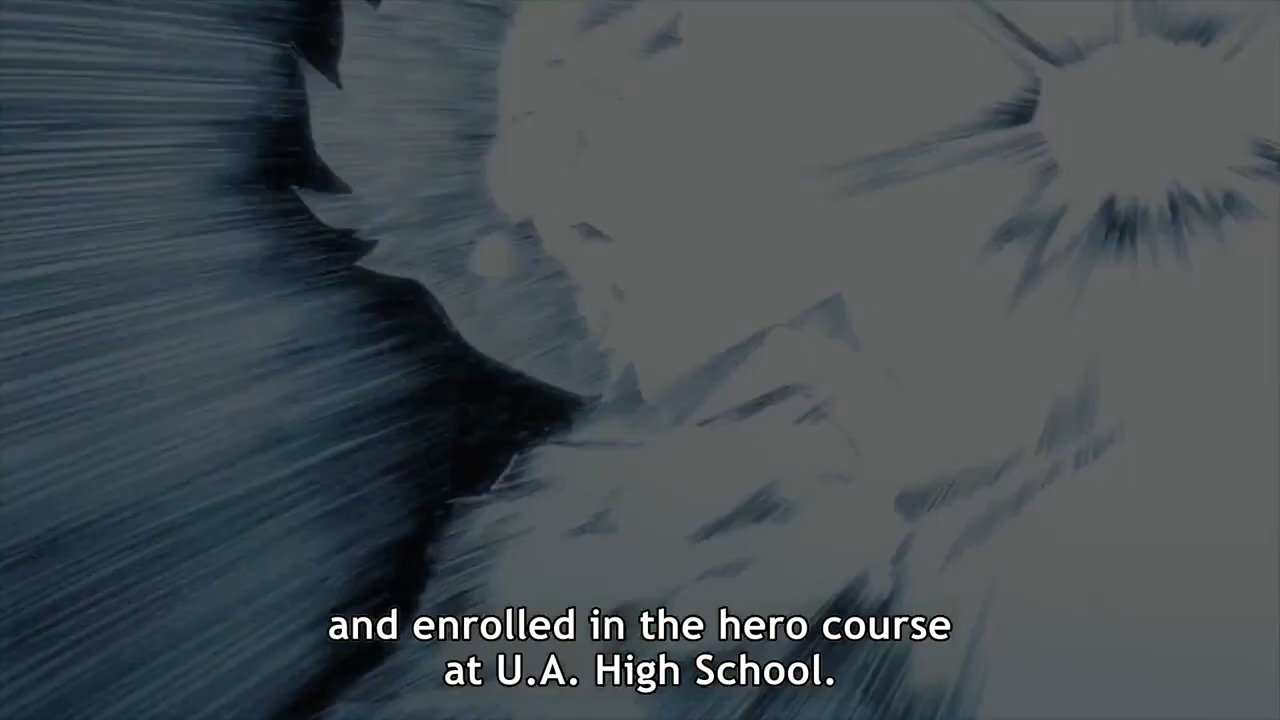 and enrolled in the hero course
at U.A. High School.